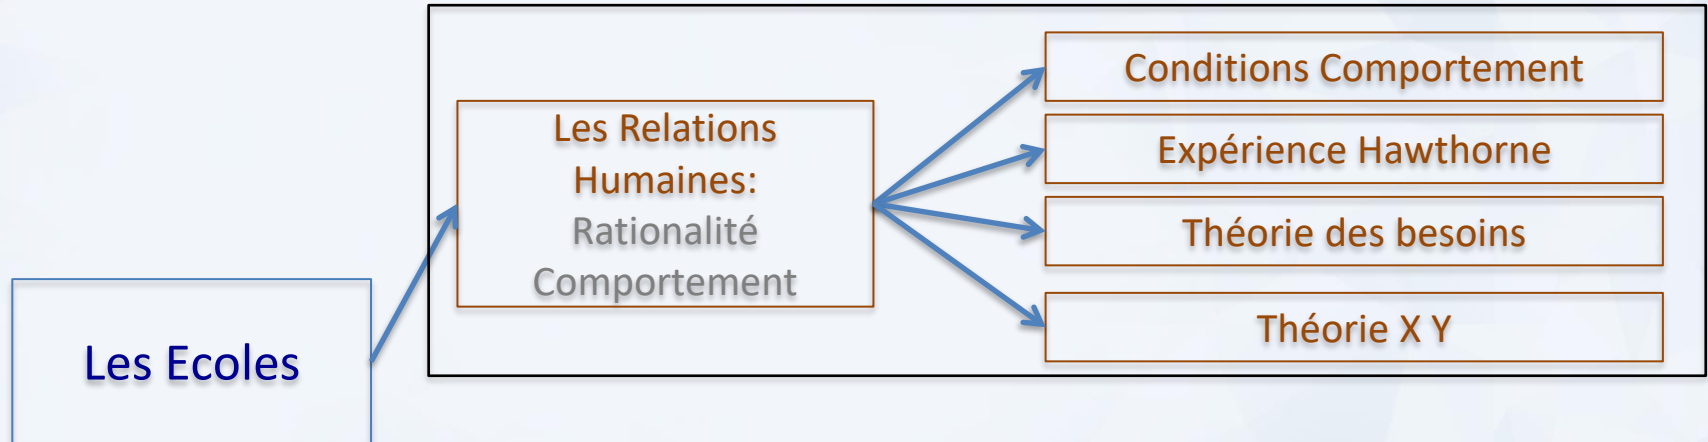 Les Ecoles
Les Relations
Humaines:
Rationalité
Comportement
Conditions Comportement
Expérience Hawthorne
Théorie des besoins
Théorie X Y